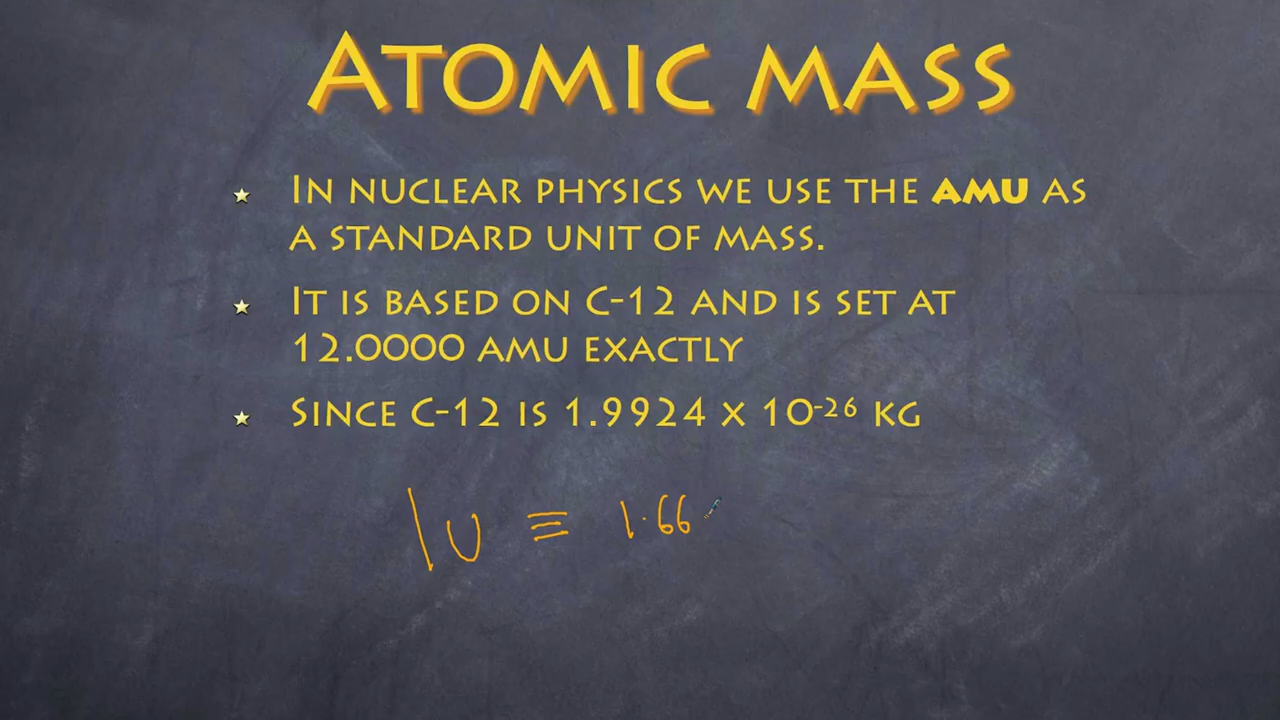 ATOMIC MASS
★ IN NUCLEAR PHYSICS WE USE THE AMU AS
A STANDARD UNIT OF MASS.
★ IT IS BASED ON C-12 AND IS SET AT
12.0000 AMU EXACTLY
★ SINCE C-12 IS 1.9924 X 10⁻²⁶ KG
1U ≡ 1.66